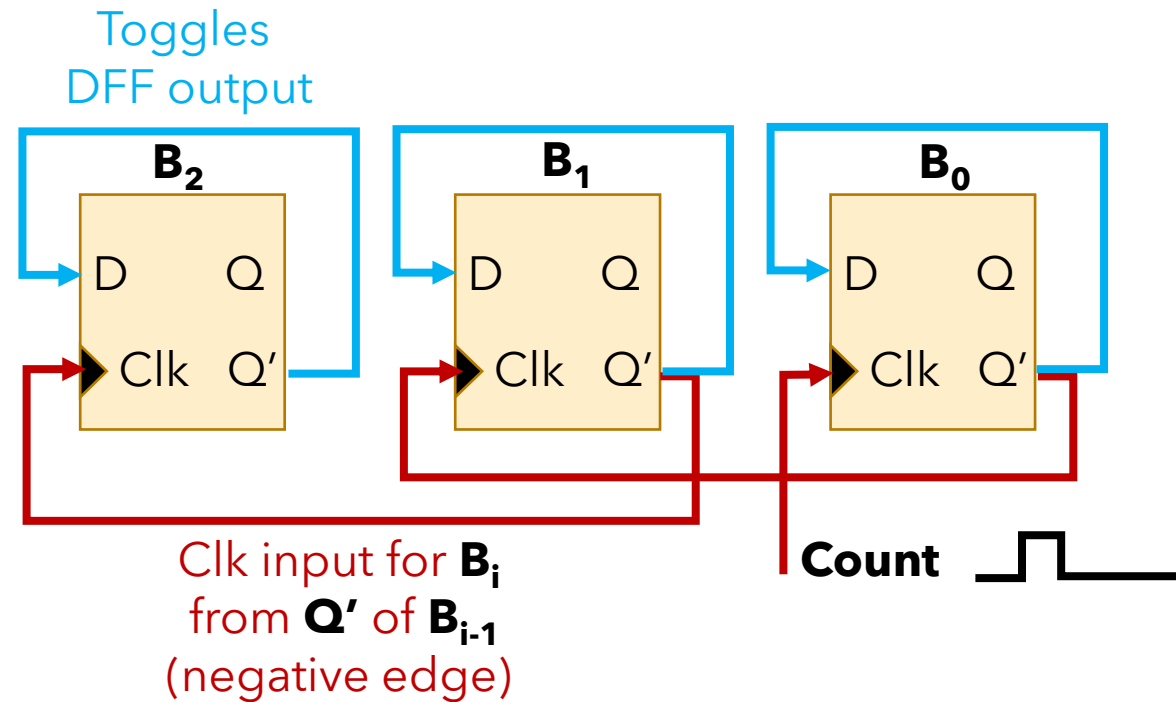 Toggles
DFF output
B₂ B₁ B₀
D Q D Q D Q
Clk Q′ Clk Q′ Clk Q′
Clk input for Bᵢ
from Q′ of Bᵢ₋₁
(negative edge)
Count